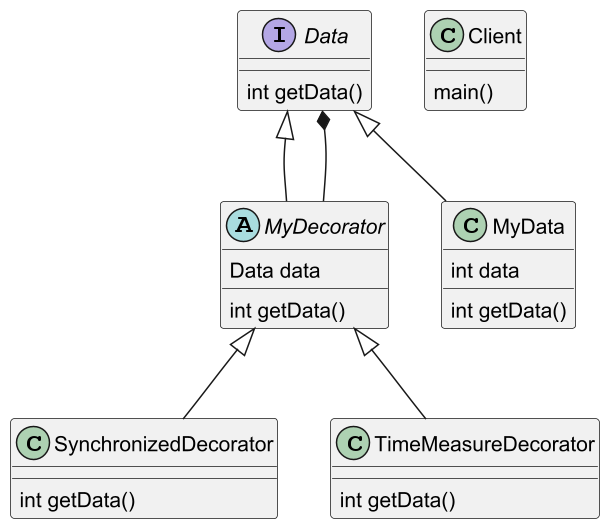 I Data
int getData()
C Client
main()
A MyDecorator
Data data
int getData()
C MyData
int data
int getData()
C SynchronizedDecorator
int getData()
C TimeMeasureDecorator
int getData()